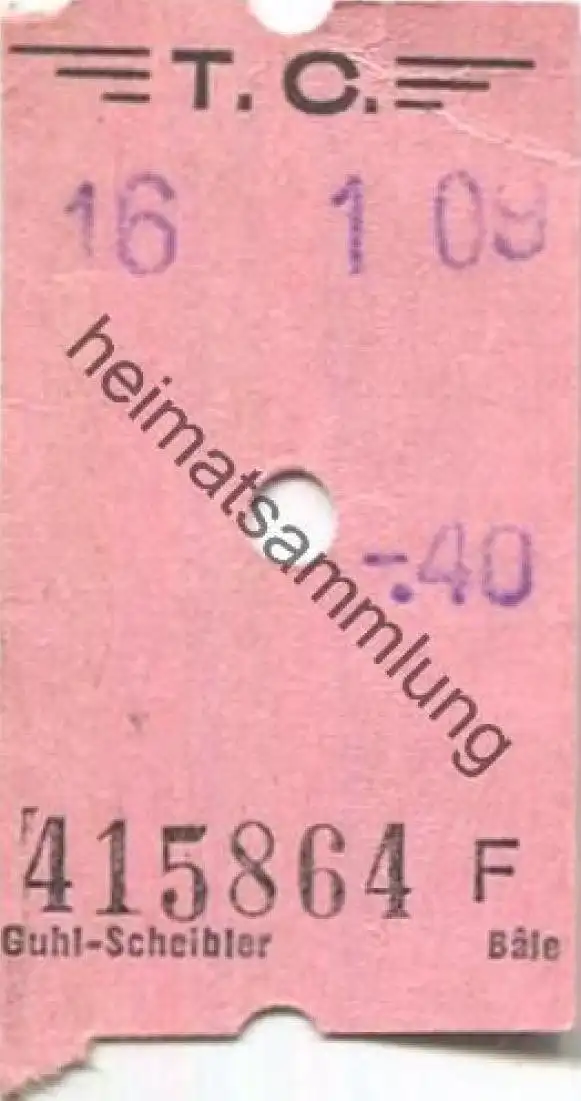 T. C.
16 1 09
heimatsammlung
-.40
F
415864 F
Guhl-Scheibler Bâle